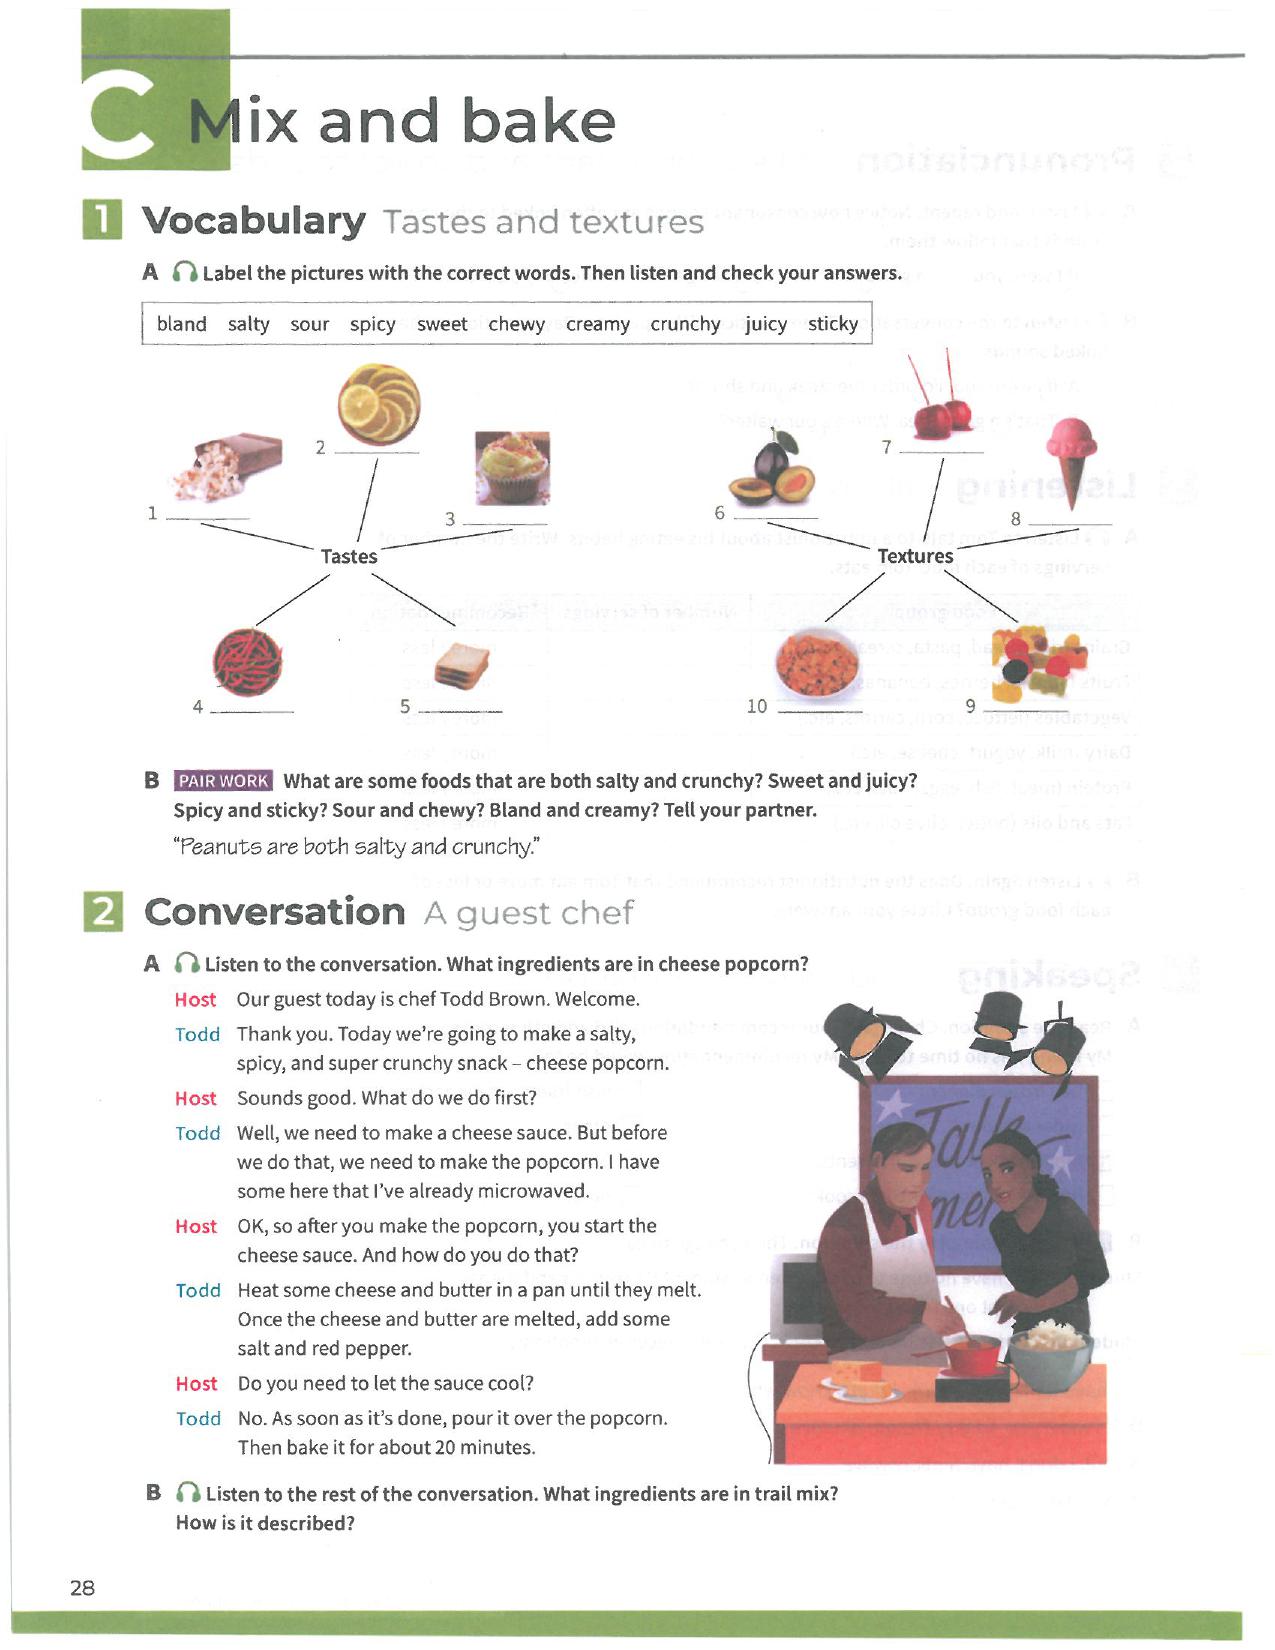 C Mix and bake
1 Vocabulary Tastes and textures
A Label the pictures with the correct words. Then listen and check your answers.
bland salty sour spicy sweet chewy creamy crunchy juicy sticky
1
2
3
Tastes
4
5
6
7
8
Textures
10
9
B PAIR WORK What are some foods that are both salty and crunchy? Sweet and juicy?
Spicy and sticky? Sour and chewy? Bland and creamy? Tell your partner.
“Peanuts are both salty and crunchy.”
2 Conversation A guest chef
A Listen to the conversation. What ingredients are in cheese popcorn?
Host Our guest today is chef Todd Brown. Welcome.
Todd Thank you. Today we’re going to make a salty,
spicy, and super crunchy snack – cheese popcorn.
Host Sounds good. What do we do first?
Todd Well, we need to make a cheese sauce. But before
we do that, we need to make the popcorn. I have
some here that I’ve already microwaved.
Host OK, so after you make the popcorn, you start the
cheese sauce. And how do you do that?
Todd Heat some cheese and butter in a pan until they melt.
Once the cheese and butter are melted, add some
salt and red pepper.
Host Do you need to let the sauce cool?
Todd No. As soon as it’s done, pour it over the popcorn.
Then bake it for about 20 minutes.
Talk
B Listen to the rest of the conversation. What ingredients are in trail mix?
How is it described?
28